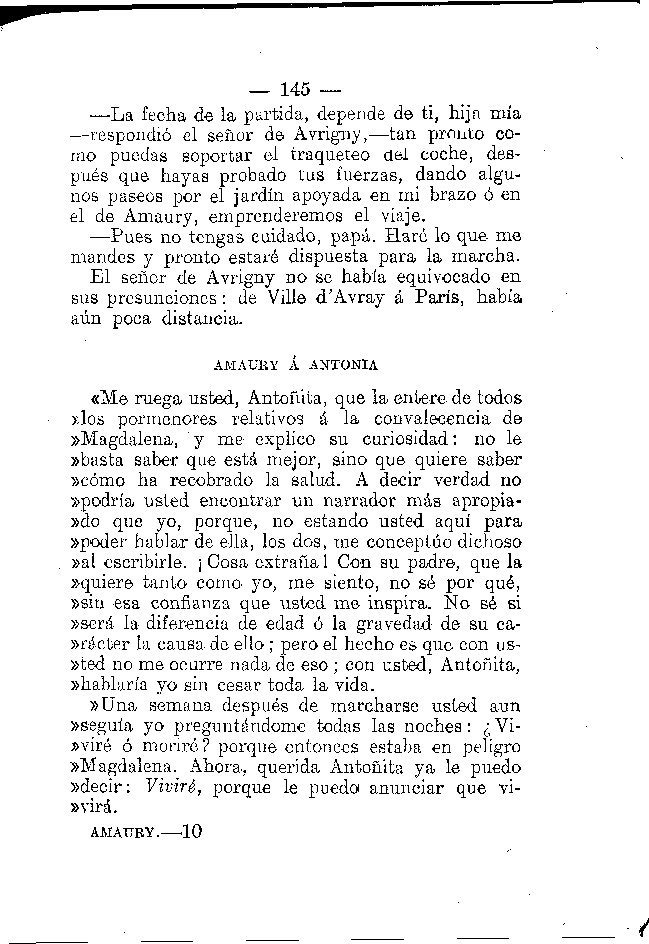 — 145 —
—La fecha de la partida, depende de ti, hija mía
—respondió el señor de Avrigny,—tan pronto co-
mo puedas soportar el traqueteo del coche, des-
pués que hayas probado tus fuerzas, dando algu-
nos paseos por el jardín apoyada en mi brazo ó en
el de Amaury, emprenderemos el viaje.
—Pues no tengas cuidado, papá. Haré lo que me
mandes y pronto estaré dispuesta para la marcha.
El señor de Avrigny no se había equivocado en
sus presunciones: de Ville d'Avray á París, había
aún poca distancia.
AMAURY Á ANTONIA
«Me ruega usted, Antoñita, que la entere de todos
»los pormenores relativos á la convalecencia de
»Magdalena, y me explico su curiosidad: no le
»basta saber que está mejor, sino que quiere saber
»cómo ha recobrado la salud. A decir verdad no
»podría usted encontrar un narrador más apropia-
»do que yo, porque, no estando usted aquí para
»poder hablar de ella, los dos, me conceptúo dichoso
»al escribirle. ¡Cosa extraña! Con su padre, que la
»quiere tanto como yo, me siento, no sé por qué,
»sin esa confianza que usted me inspira. No sé si
»será la diferencia de edad ó la gravedad de su ca-
»rácter la causa de ello; pero el hecho es que con us-
»ted no me ocurre nada de eso; con usted, Antoñita,
»hablaría yo sin cesar toda la vida.
»Una semana después de marcharse usted aun
»seguía yo preguntándome todas las noches: ¿Vi-
»viré ó moriré? porque entonces estaba en peligro
»Magdalena. Ahora, querida Antoñita ya le puedo
»decir: Viviré, porque le puedo anunciar que vi-
»virá.
AMAURY.—10